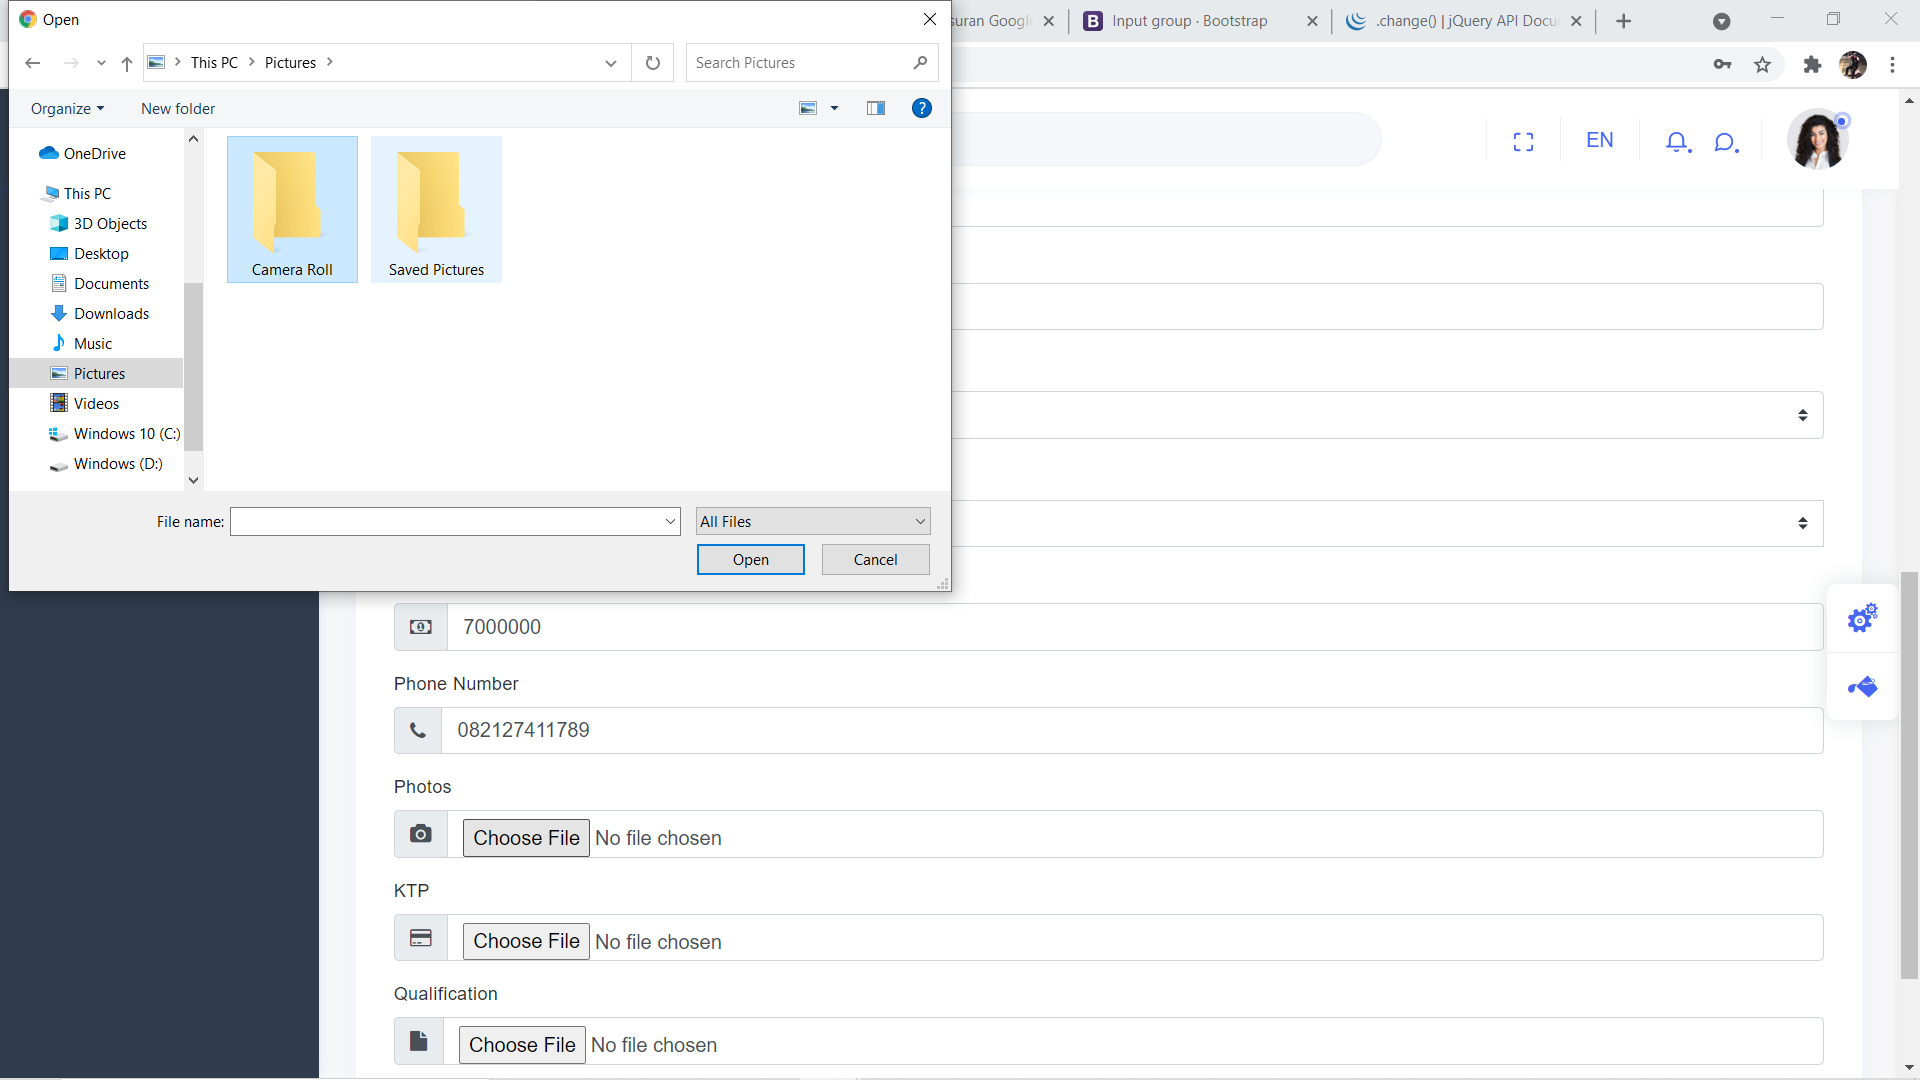 Open
suran Googl
Input group · Bootstrap
.change() | jQuery API Docu
This PC
Pictures
Search Pictures
Organize
New folder
?
EN
OneDrive
This PC
3D Objects
Desktop
Documents
Downloads
Music
Pictures
Videos
Windows 10 (C:)
Windows (D:)
Camera Roll
Saved Pictures
File name:
All Files
Open
Cancel
7000000
Phone Number
082127411789
Photos
Choose File No file chosen
KTP
Choose File No file chosen
Qualification
Choose File No file chosen